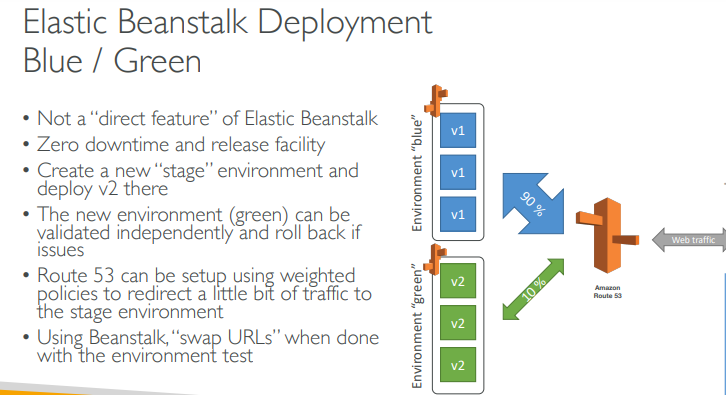 Elastic Beanstalk Deployment
Blue / Green
• Not a “direct feature” of Elastic Beanstalk
• Zero downtime and release facility
• Create a new “stage” environment and
deploy v2 there
• The new environment (green) can be
validated independently and roll back if
issues
• Route 53 can be setup using weighted
policies to redirect a little bit of traffic to
the stage environment
• Using Beanstalk, “swap URLs” when done
with the environment test
Environment “blue”
v1
v1
v1
90 %
Environment “green”
v2
v2
v2
10 %
Amazon
Route 53
Web traffic